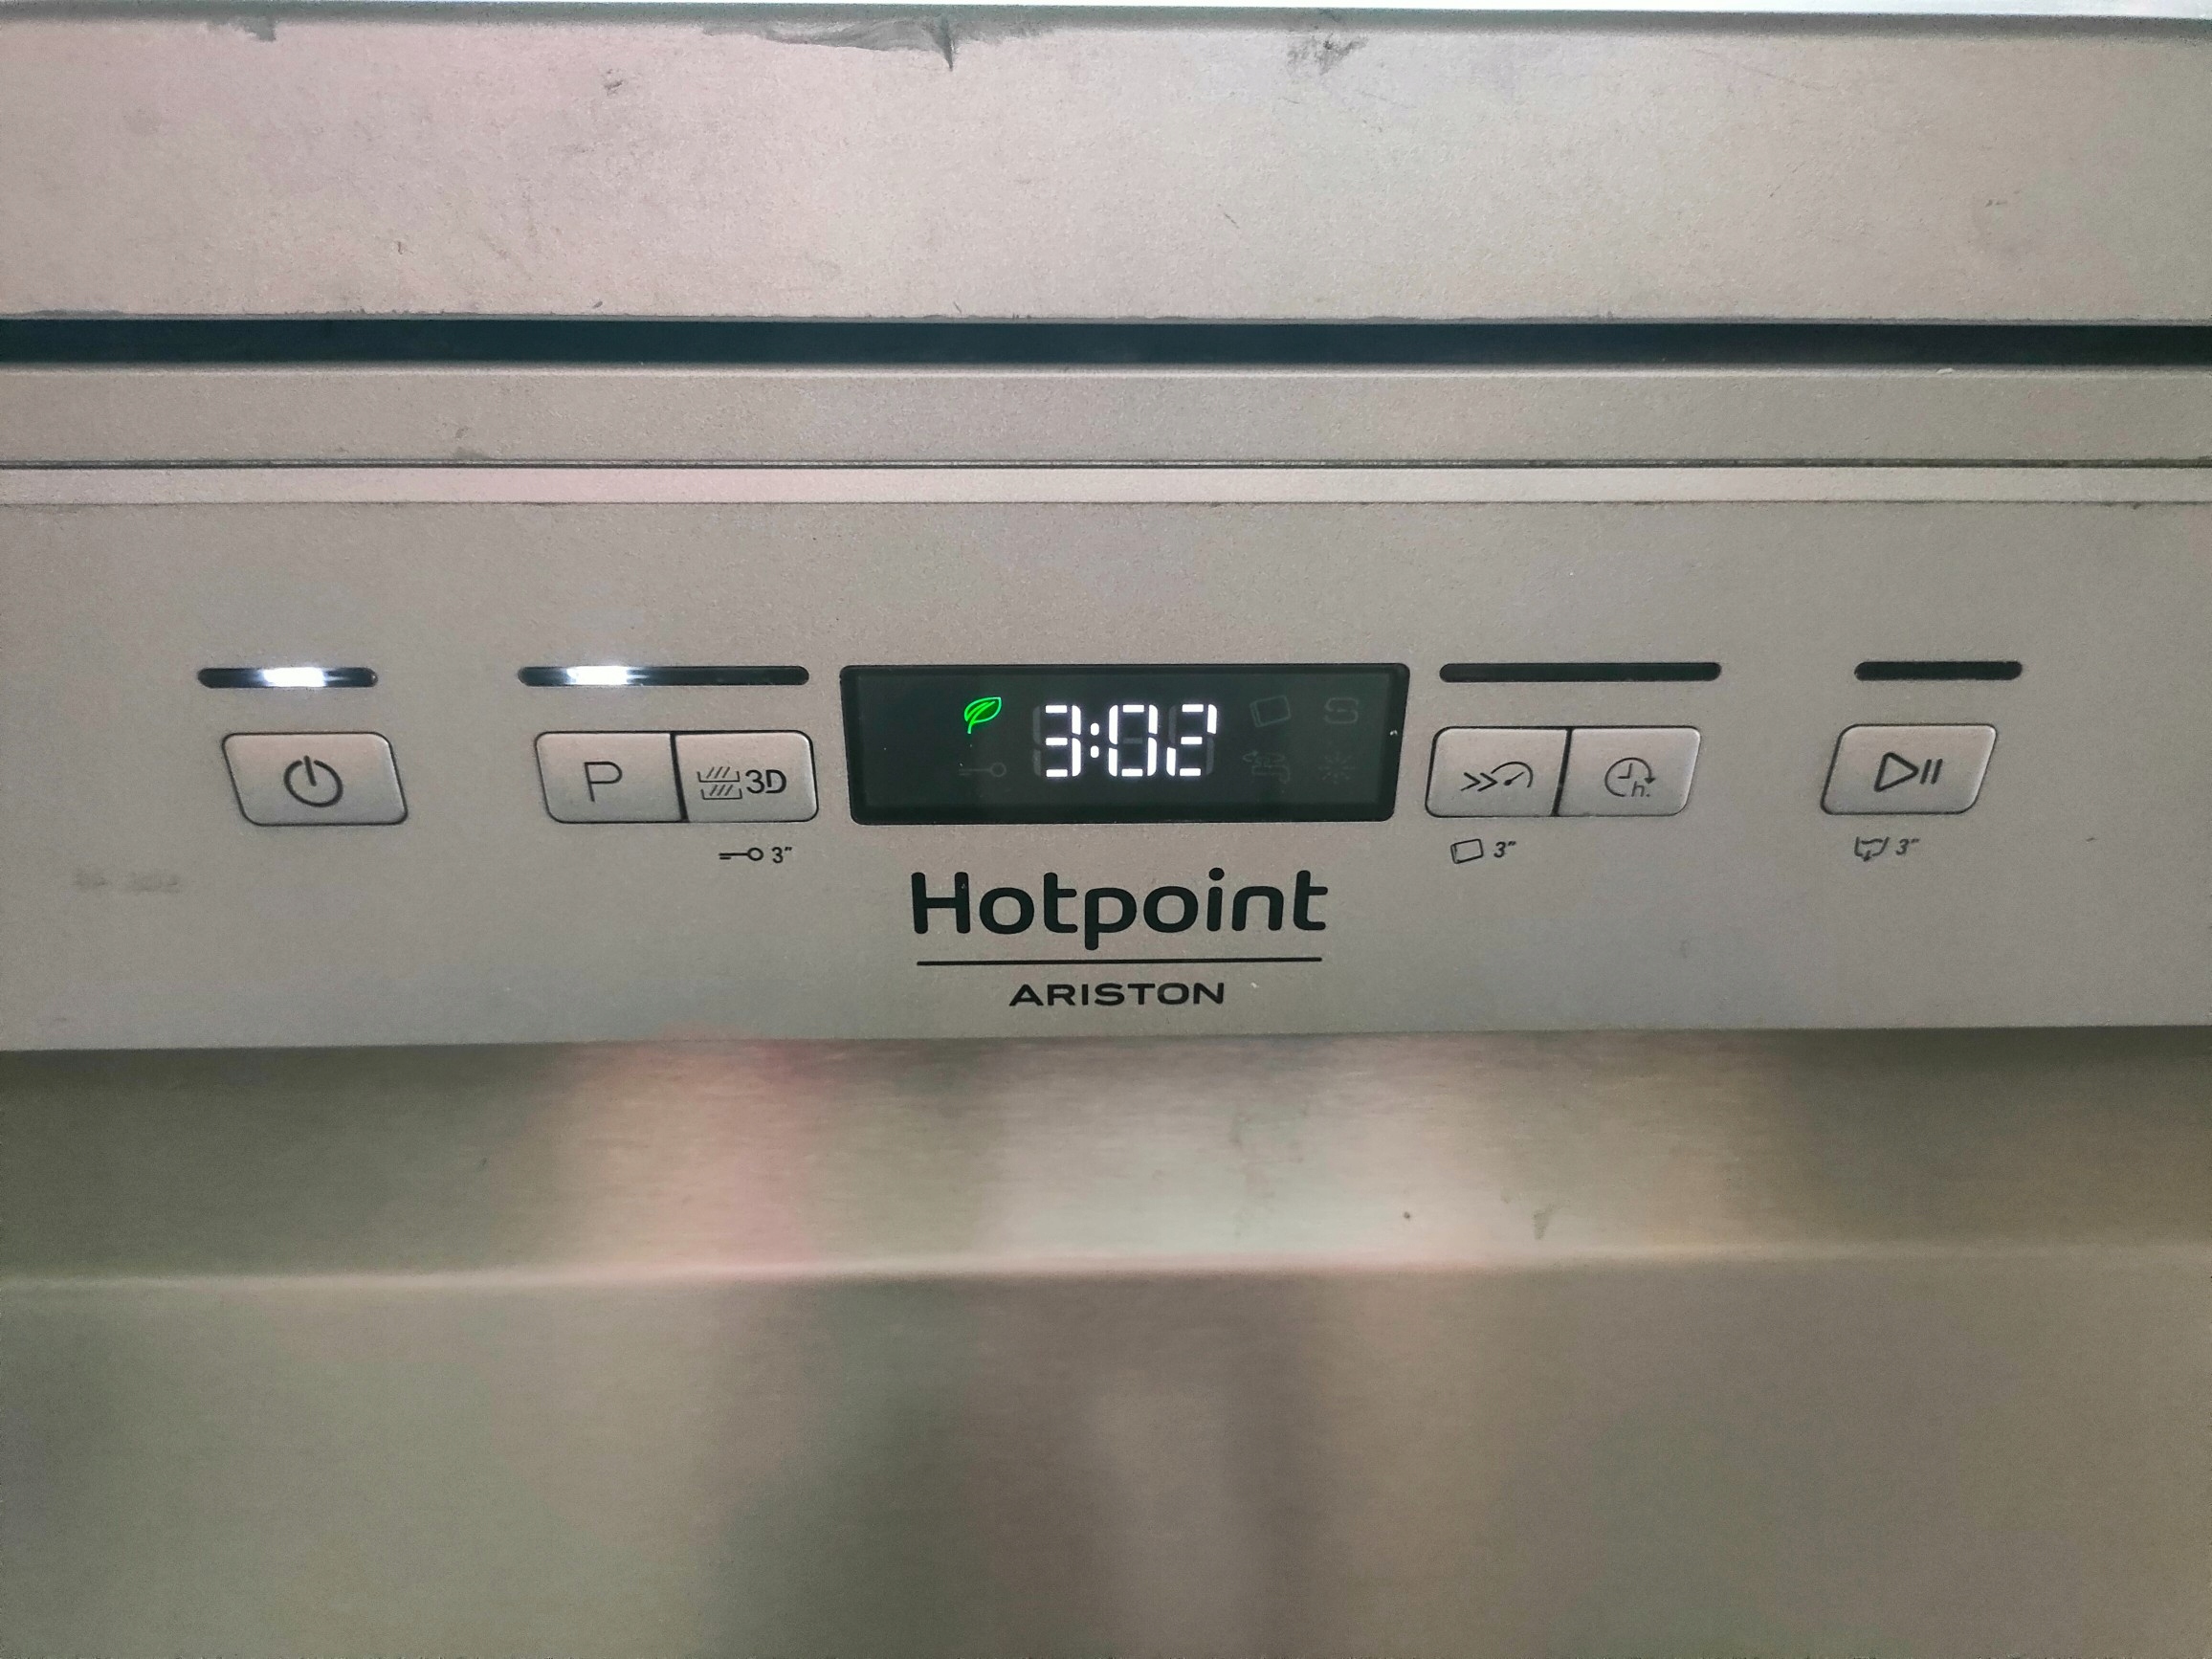 3:02
P
3D
h.
3"
3"
3"
Hotpoint
ARISTON